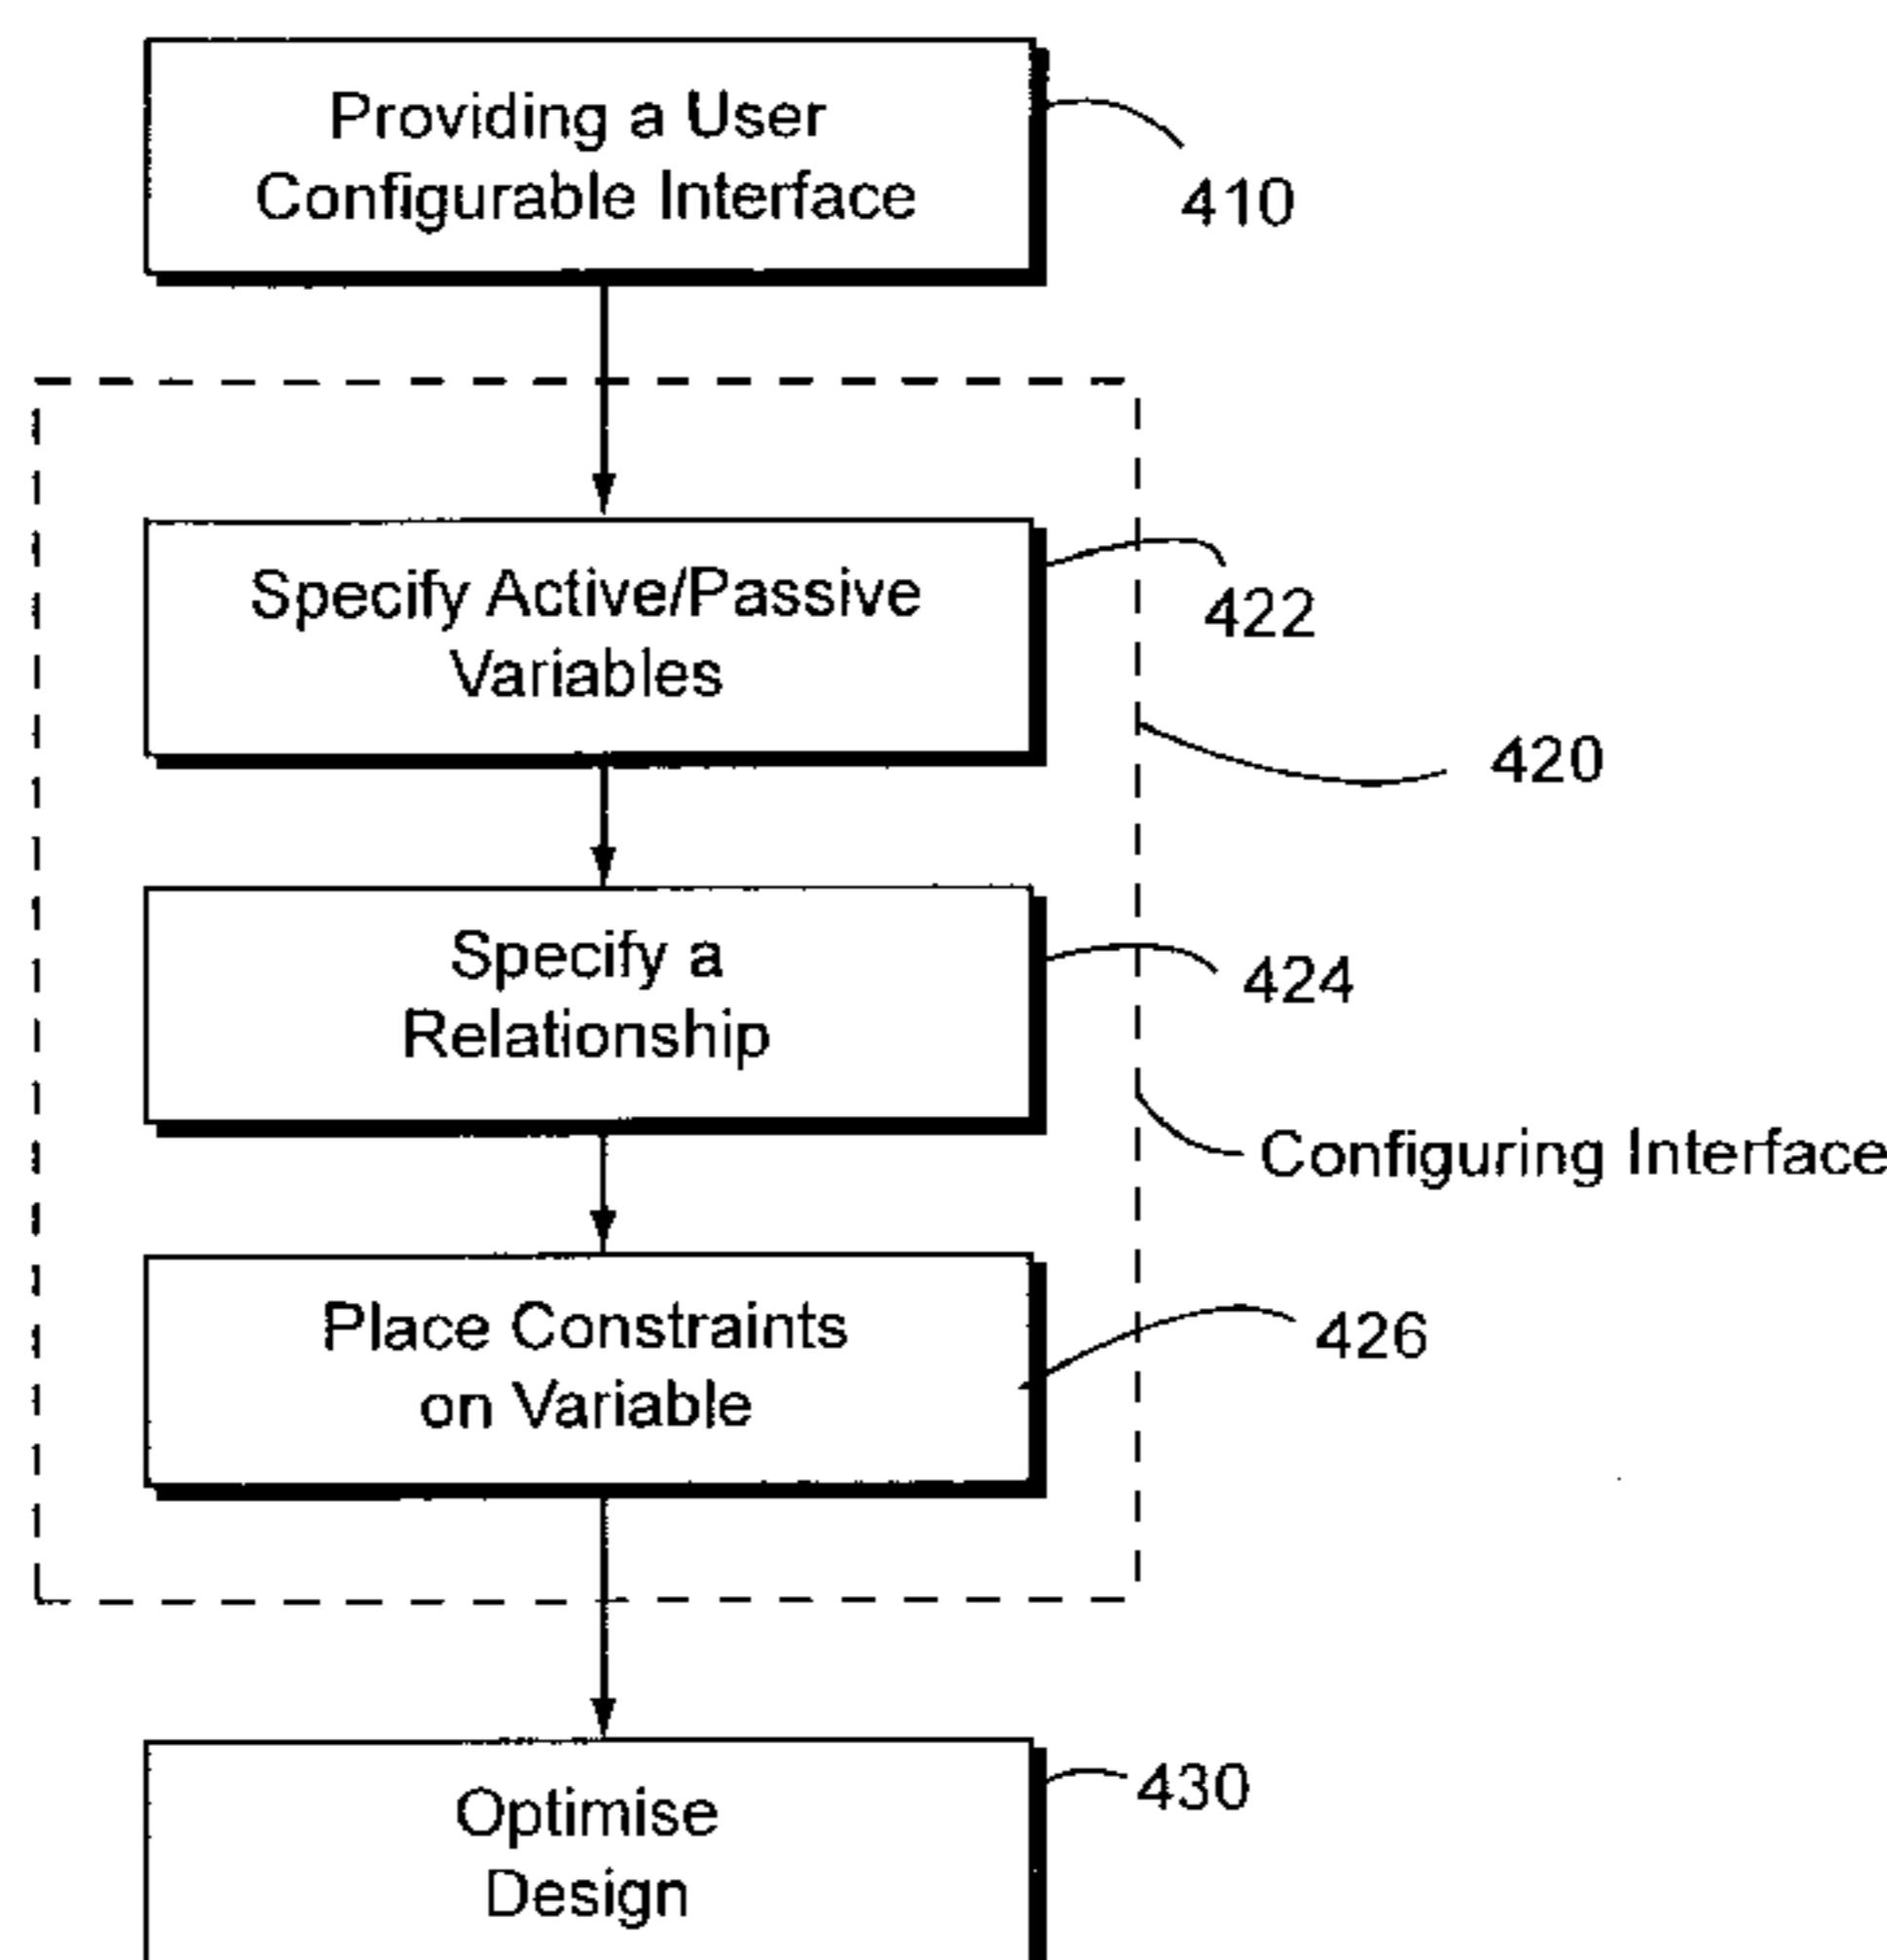 Providing a User
Configurable Interface
410
Specify Active/Passive
Variables
422
420
Specify a
Relationship
424
Configuring Interface
Place Constraints
on Variable
426
Optimise
Design
430